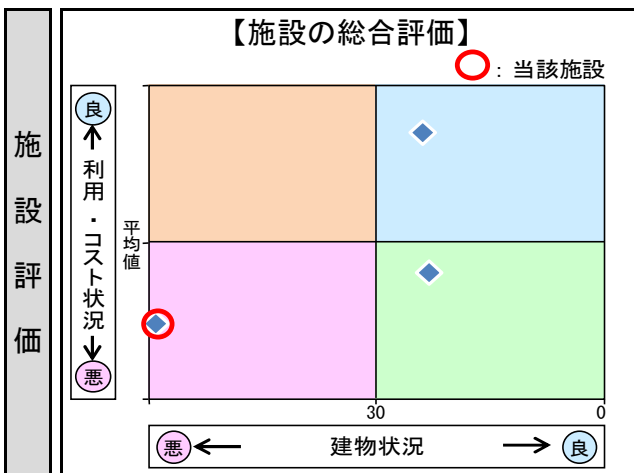 施設評価
【施設の総合評価】
：当該施設
良
利用・コスト状況
悪
平均値
30
0
悪
建物状況
良